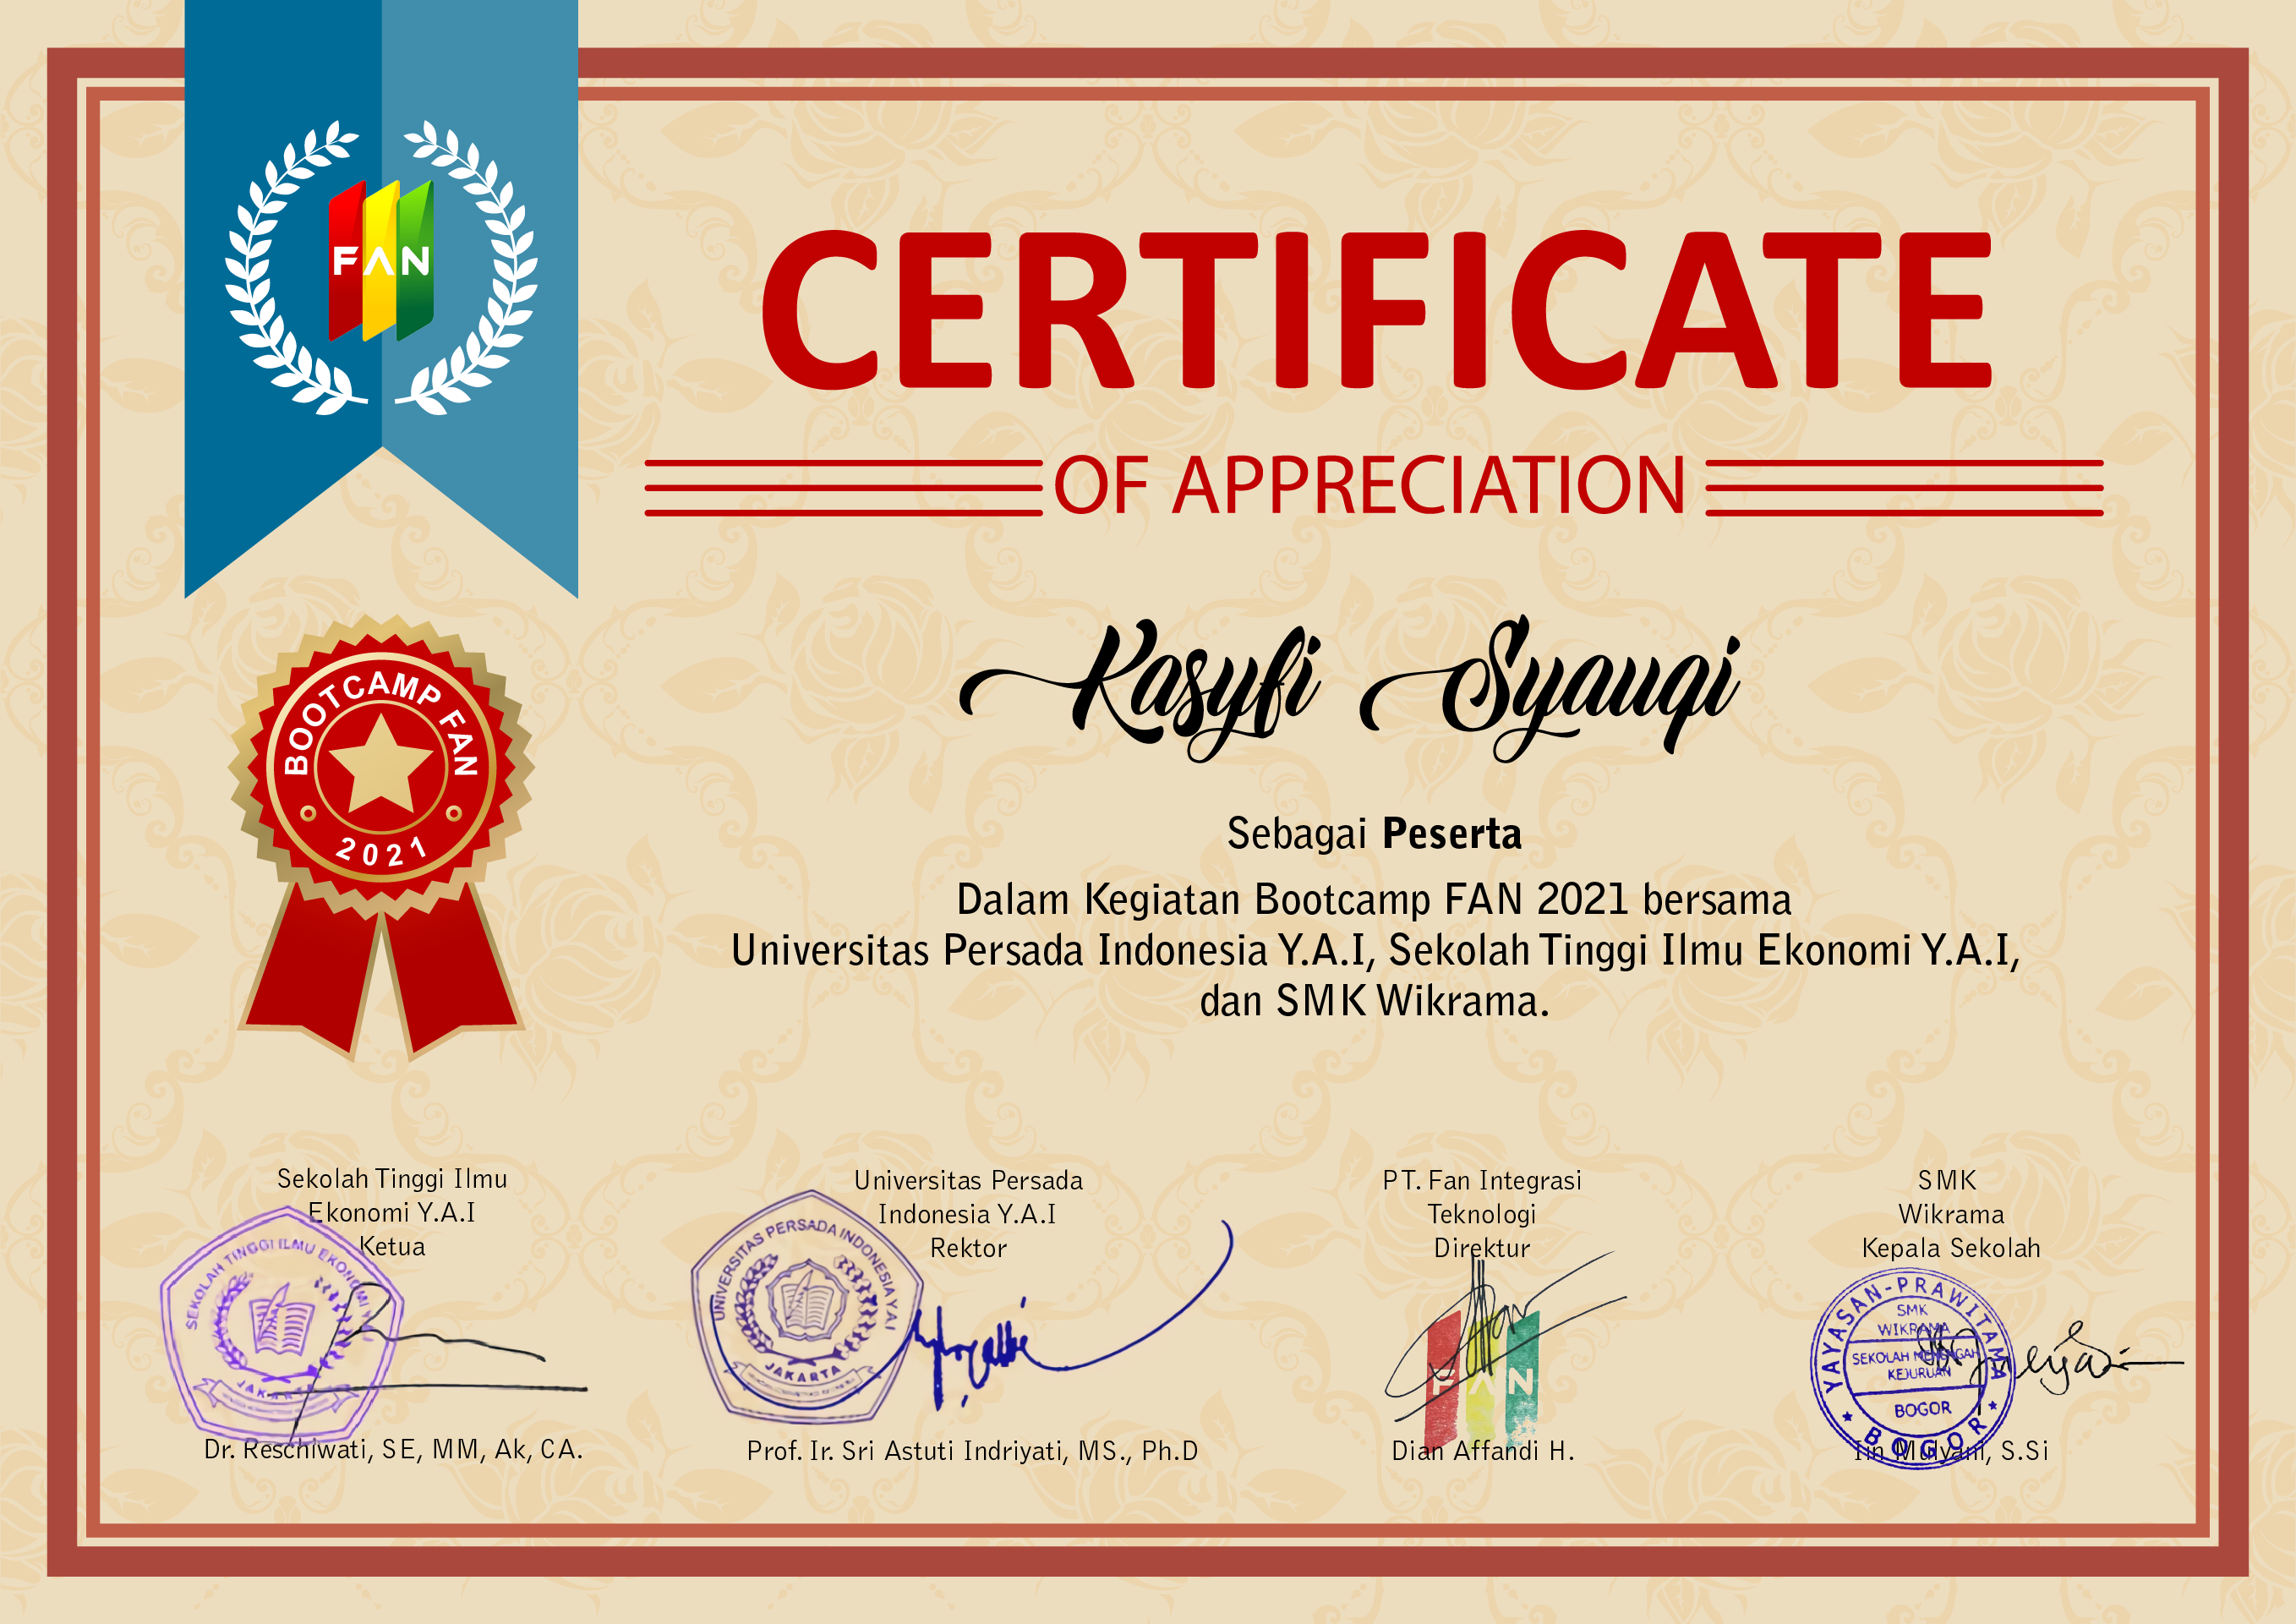 FAN
CERTIFICATE
OF APPRECIATION
BOOTCAMP FAN
2021
Kasyfi Syauqi
Sebagai Peserta
Dalam Kegiatan Bootcamp FAN 2021 bersama
Universitas Persada Indonesia Y.A.I, Sekolah Tinggi Ilmu Ekonomi Y.A.I,
dan SMK Wikrama.
Sekolah Tinggi Ilmu
Ekonomi Y.A.I
Ketua
SEKOLAH TINGGI ILMU EKONOMI
JAKARTA
Dr. Reschiwati, SE, MM, Ak, CA.
Universitas Persada
Indonesia Y.A.I
Rektor
UNIVERSITAS PERSADA INDONESIA Y.A.I
JAKARTA
Prof. Ir. Sri Astuti Indriyati, MS., Ph.D
PT. Fan Integrasi
Teknologi
Direktur
FAN
Dian Affandi H.
SMK
Wikrama
Kepala Sekolah
YAYASAN-PRAWITAMA
SMK
WIKRAMA
SEKOLAH MENENGAH
KEJURUAN
BOGOR
BOGOR
Iin Mulyani, S.Si